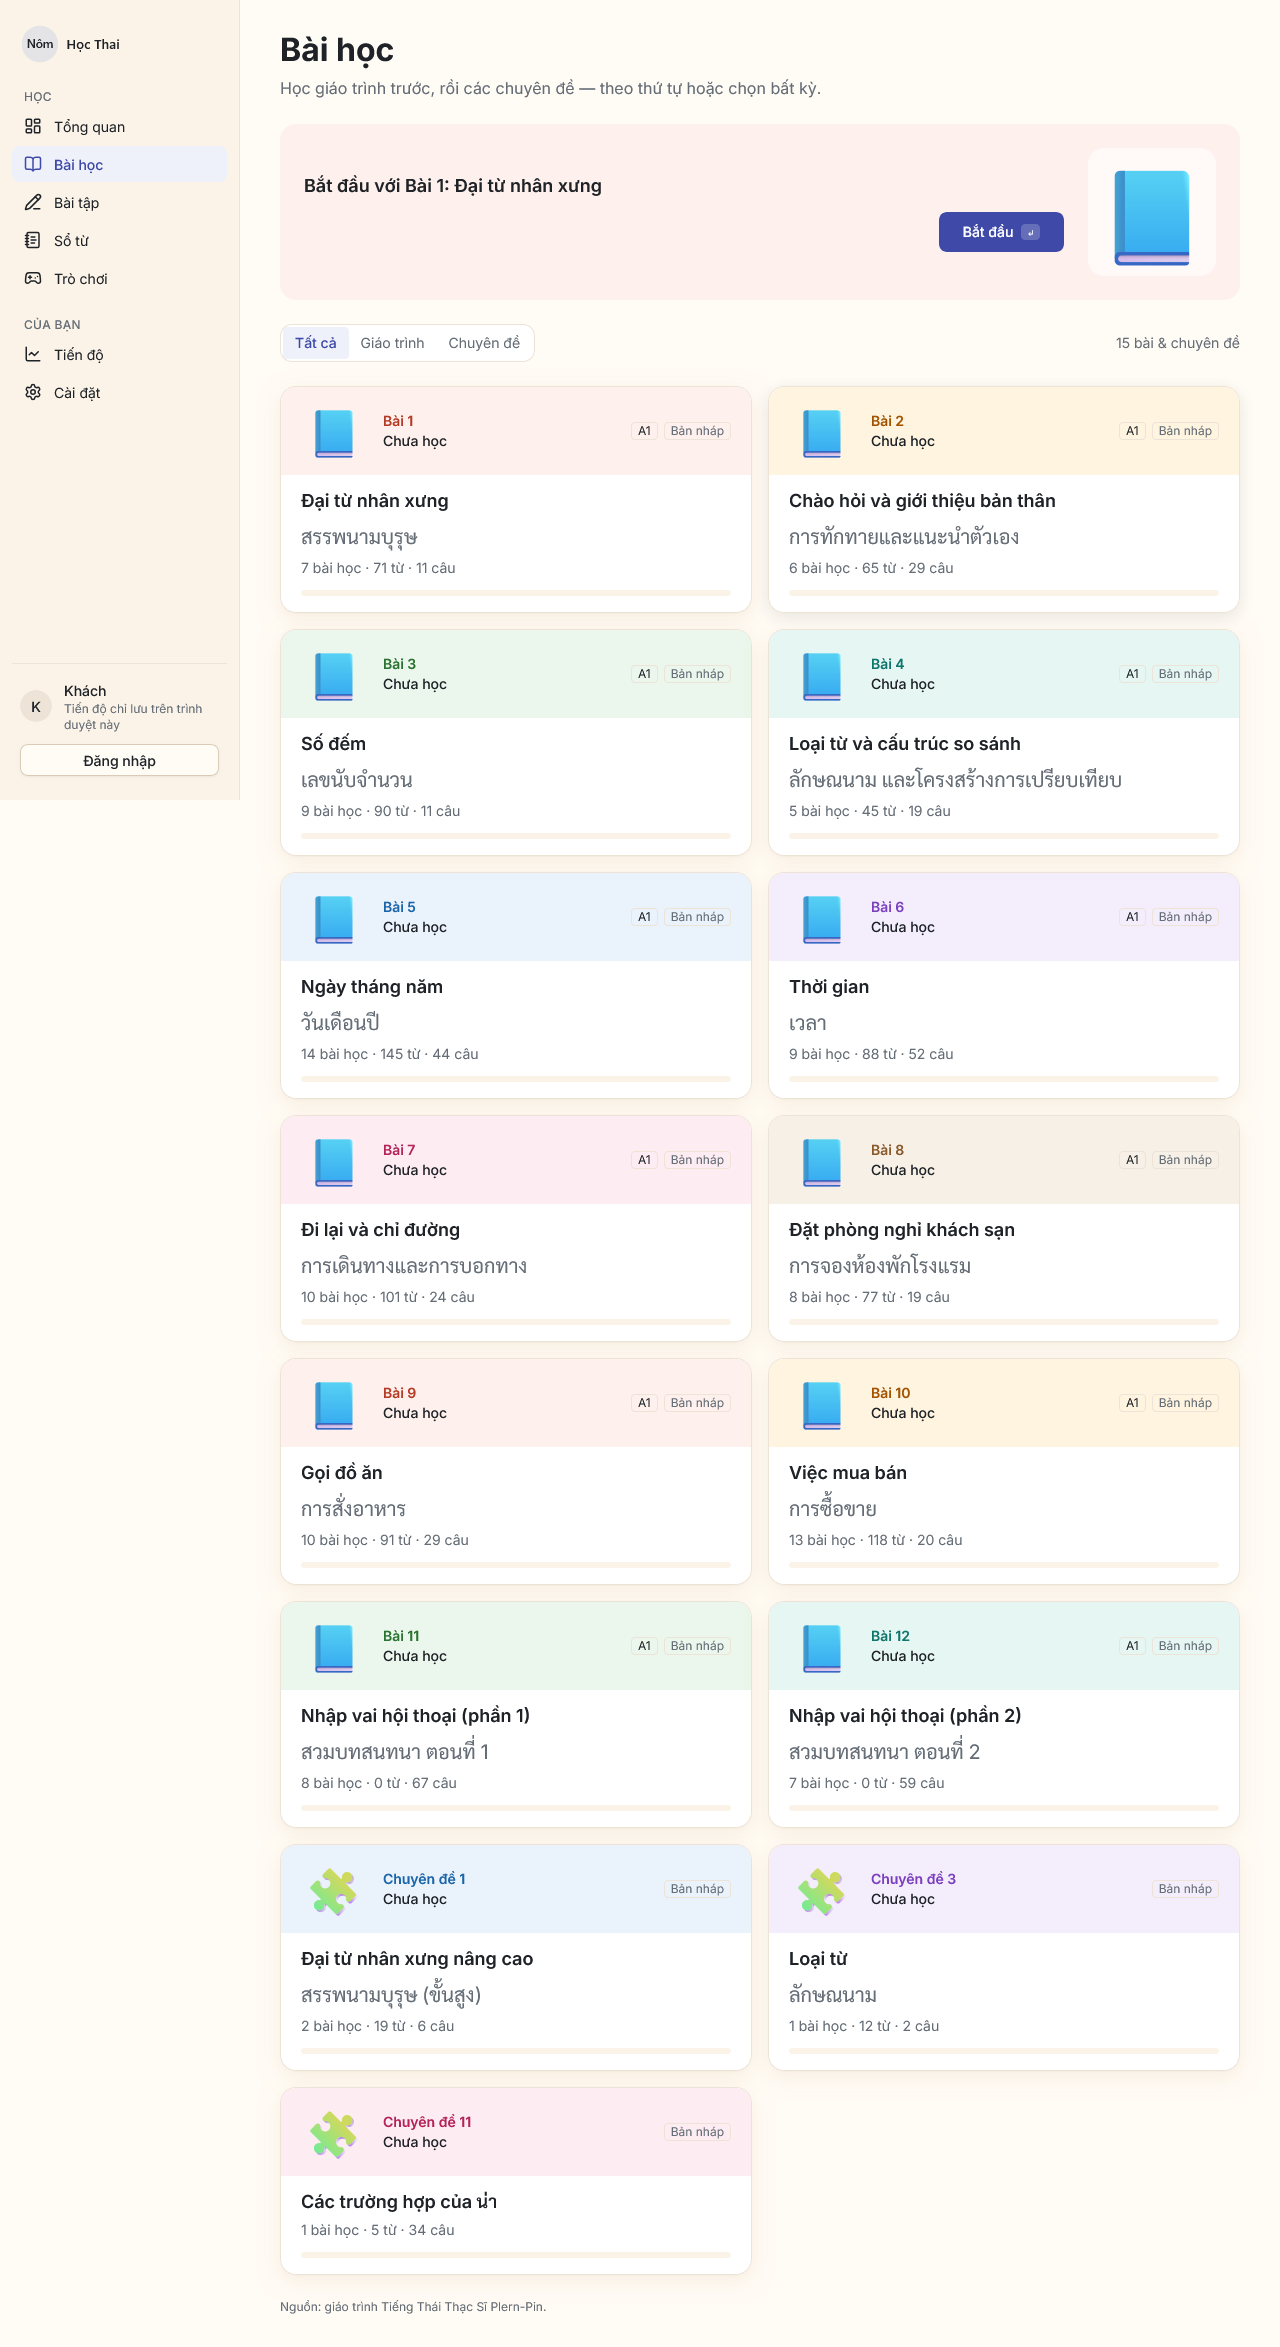 Nôm
Học Thai
HỌC
Tổng quan
Bài học
Bài tập
Sổ từ
Trò chơi
CỦA BẠN
Tiến độ
Cài đặt
K
Khách
Tiến độ chỉ lưu trên trình
duyệt này
Đăng nhập
Bài học
Học giáo trình trước, rồi các chuyên đề — theo thứ tự hoặc chọn bất kỳ.
Bắt đầu với Bài 1: Đại từ nhân xưng
Bắt đầu ↲
Tất cả Giáo trình Chuyên đề
15 bài & chuyên đề
Bài 1
Chưa học
A1 Bản nháp
Đại từ nhân xưng
สรรพนามบุรุษ
7 bài học · 71 từ · 11 câu
Bài 2
Chưa học
A1 Bản nháp
Chào hỏi và giới thiệu bản thân
การทักทายและแนะนำตัวเอง
6 bài học · 65 từ · 29 câu
Bài 3
Chưa học
A1 Bản nháp
Số đếm
เลขนับจำนวน
9 bài học · 90 từ · 11 câu
Bài 4
Chưa học
A1 Bản nháp
Loại từ và cấu trúc so sánh
ลักษณนาม และโครงสร้างการเปรียบเทียบ
5 bài học · 45 từ · 19 câu
Bài 5
Chưa học
A1 Bản nháp
Ngày tháng năm
วันเดือนปี
14 bài học · 145 từ · 44 câu
Bài 6
Chưa học
A1 Bản nháp
Thời gian
เวลา
9 bài học · 88 từ · 52 câu
Bài 7
Chưa học
A1 Bản nháp
Đi lại và chỉ đường
การเดินทางและการบอกทาง
10 bài học · 101 từ · 24 câu
Bài 8
Chưa học
A1 Bản nháp
Đặt phòng nghỉ khách sạn
การจองห้องพักโรงแรม
8 bài học · 77 từ · 19 câu
Bài 9
Chưa học
A1 Bản nháp
Gọi đồ ăn
การสั่งอาหาร
10 bài học · 91 từ · 29 câu
Bài 10
Chưa học
A1 Bản nháp
Việc mua bán
การซื้อขาย
13 bài học · 118 từ · 20 câu
Bài 11
Chưa học
A1 Bản nháp
Nhập vai hội thoại (phần 1)
สวมบทสนทนา ตอนที่ 1
8 bài học · 0 từ · 67 câu
Bài 12
Chưa học
A1 Bản nháp
Nhập vai hội thoại (phần 2)
สวมบทสนทนา ตอนที่ 2
7 bài học · 0 từ · 59 câu
Chuyên đề 1
Chưa học
Bản nháp
Đại từ nhân xưng nâng cao
สรรพนามบุรุษ (ขั้นสูง)
2 bài học · 19 từ · 6 câu
Chuyên đề 3
Chưa học
Bản nháp
Loại từ
ลักษณนาม
1 bài học · 12 từ · 2 câu
Chuyên đề 11
Chưa học
Bản nháp
Các trường hợp của น่า
1 bài học · 5 từ · 34 câu
Nguồn: giáo trình Tiếng Thái Thạc Sĩ Plern-Pin.